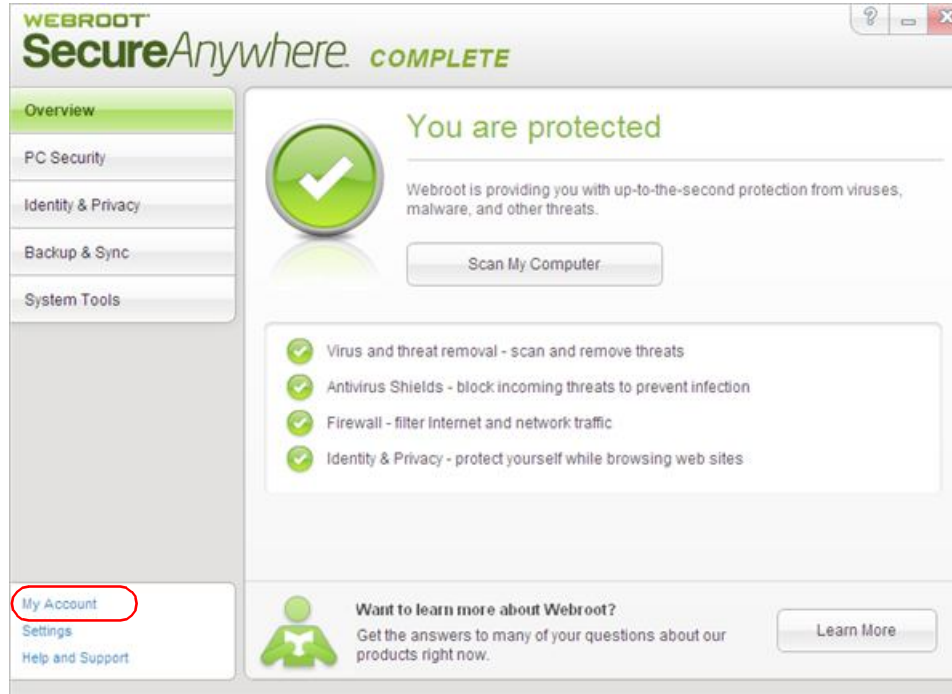 WEBROOT
SecureAnywhere. COMPLETE
Overview
PC Security
Identity & Privacy
Backup & Sync
System Tools
You are protected
Webroot is providing you with up-to-the-second protection from viruses,
malware, and other threats.
Scan My Computer
Virus and threat removal - scan and remove threats
Antivirus Shields - block incoming threats to prevent infection
Firewall - filter Internet and network traffic
Identity & Privacy - protect yourself while browsing web sites
My Account
Settings
Help and Support
Want to learn more about Webroot?
Get the answers to many of your questions about our
products right now.
Learn More